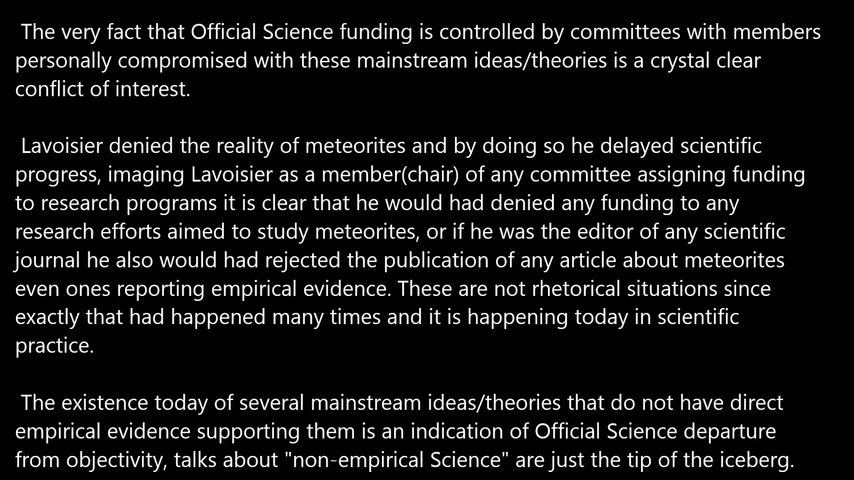 The very fact that Official Science funding is controlled by committees with members
personally compromised with these mainstream ideas/theories is a crystal clear
conflict of interest.
Lavoisier denied the reality of meteorites and by doing so he delayed scientific
progress, imaging Lavoisier as a member(chair) of any committee assigning funding
to research programs it is clear that he would had denied any funding to any
research efforts aimed to study meteorites, or if he was the editor of any scientific
journal he also would had rejected the publication of any article about meteorites
even ones reporting empirical evidence. These are not rhetorical situations since
exactly that had happened many times and it is happening today in scientific
practice.
The existence today of several mainstream ideas/theories that do not have direct
empirical evidence supporting them is an indication of Official Science departure
from objectivity, talks about "non-empirical Science" are just the tip of the iceberg.